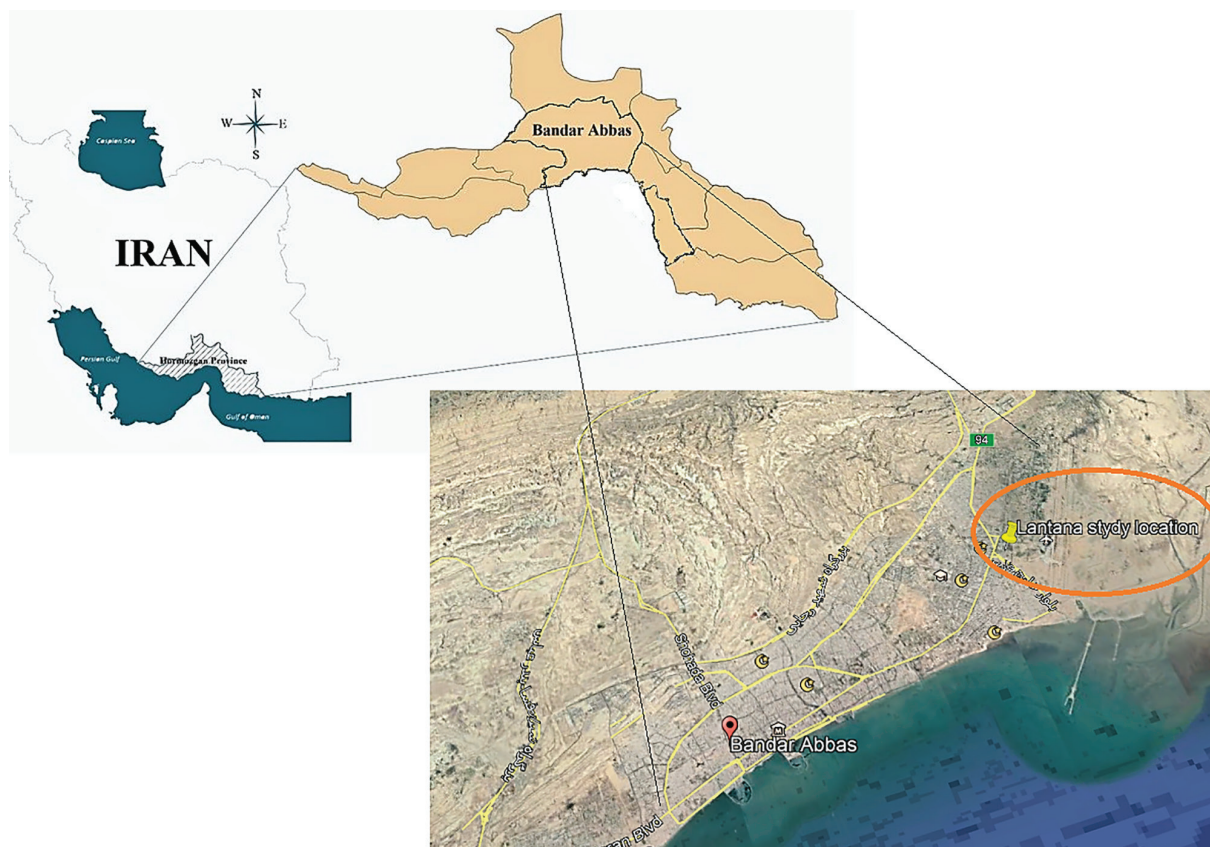 N
W
E
S
Caspian Sea
Bandar Abbas
IRAN
Persian Gulf
Hormozgan Province
Gulf of Oman
94
Lantana stydy location
Shohada Blvd
Bandar Abbas
Blvd